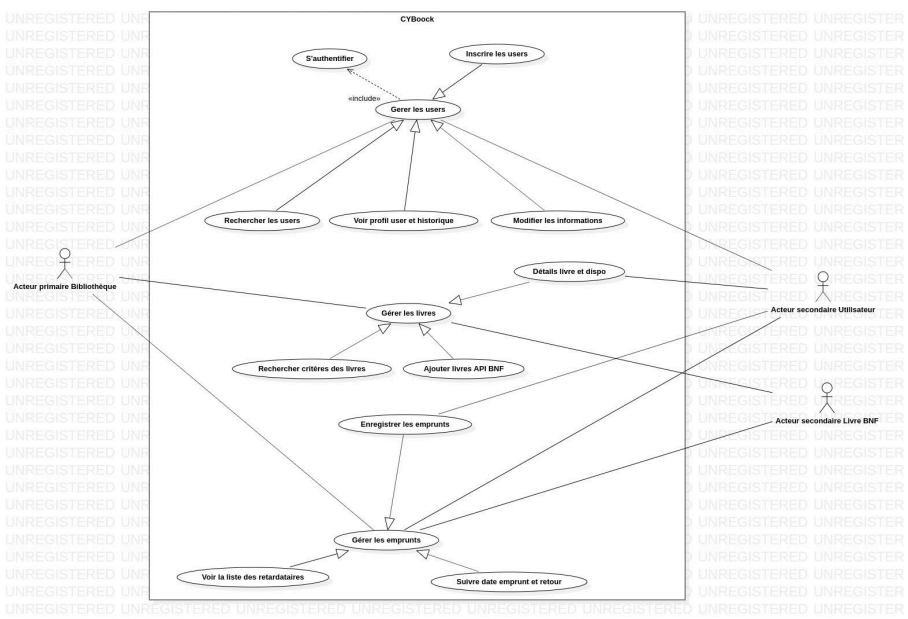 CYBoock
S'authentifier
Inscrire les users
«include»
Gerer les users
Rechercher les users
Voir profil user et historique
Modifier les informations
Détails livre et dispo
Acteur primaire Bibliothèque
Gérer les livres
Acteur secondaire Utilisateur
Rechercher critères des livres
Ajouter livres API BNF
Enregistrer les emprunts
Acteur secondaire Livre BNF
Gérer les emprunts
Voir la liste des retardataires
Suivre date emprunt et retour
UNREGISTERED